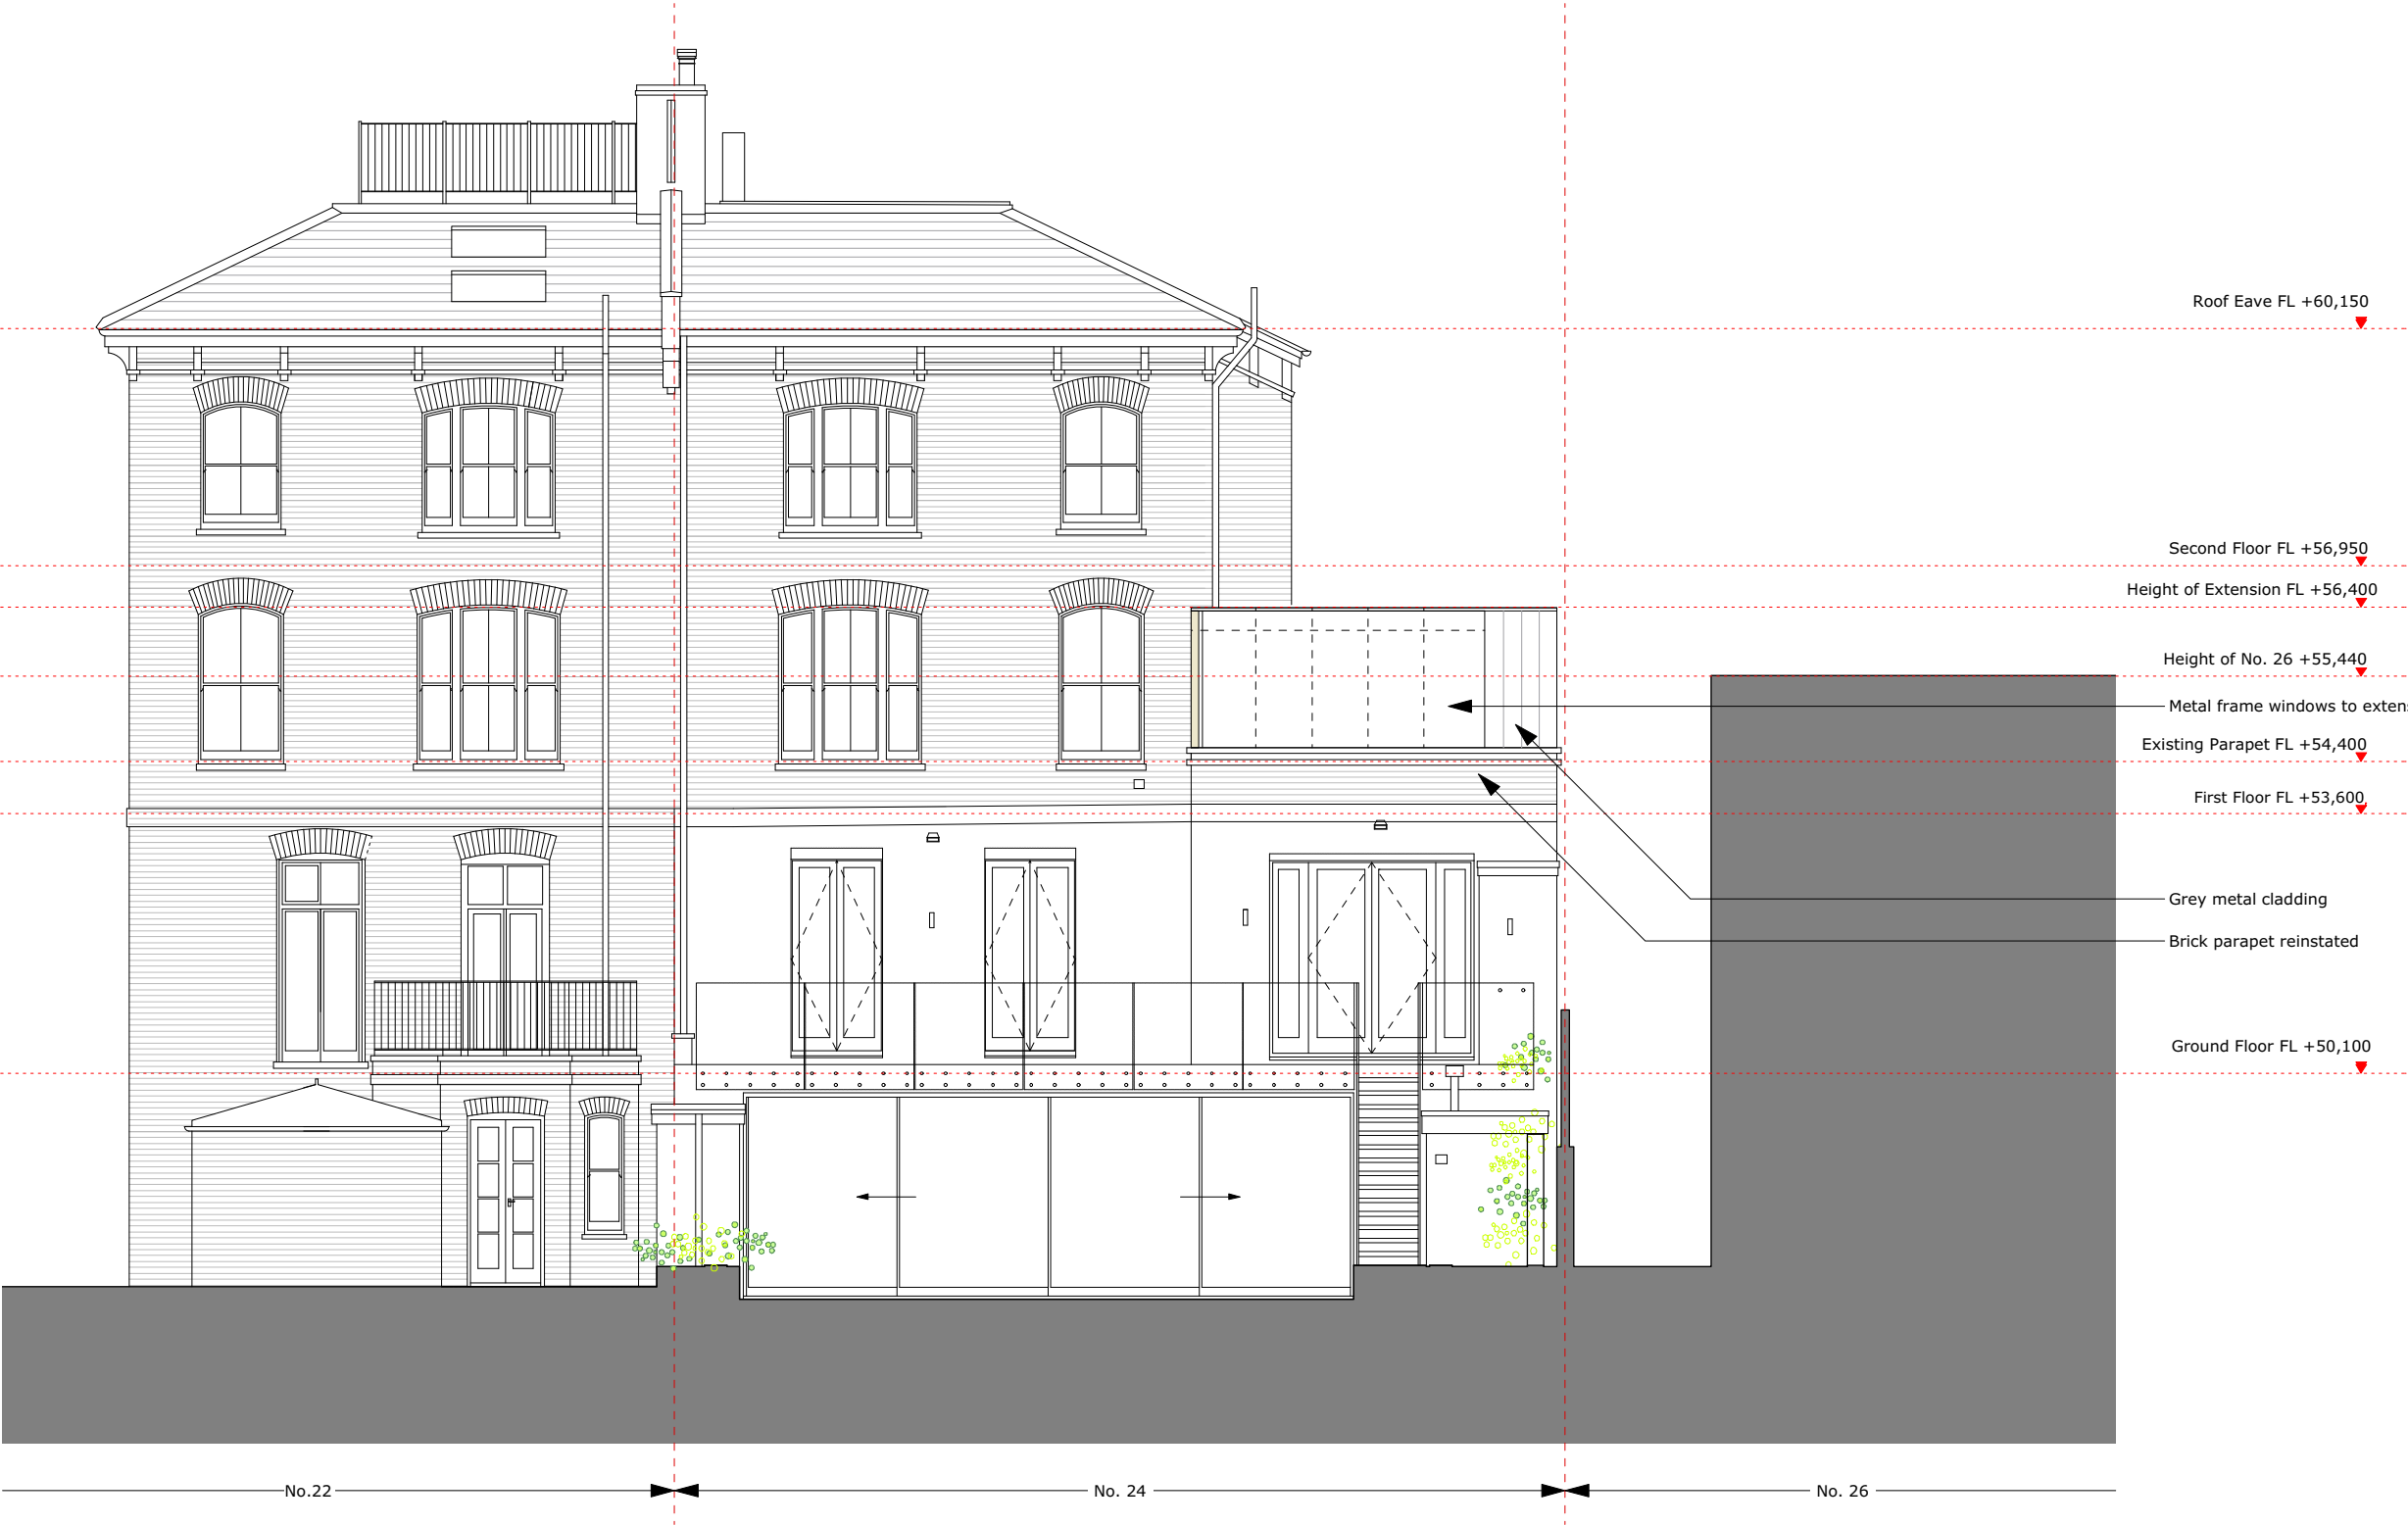 Roof Eave FL +60,150
Second Floor FL +56,950
Height of Extension FL +56,400
Height of No. 26 +55,440
Metal frame windows to
Existing Parapet FL +54,400
First Floor FL +53,600
Grey metal cladding
Brick parapet reinstated
Ground Floor FL +50,100
No.22
No. 24
No. 26